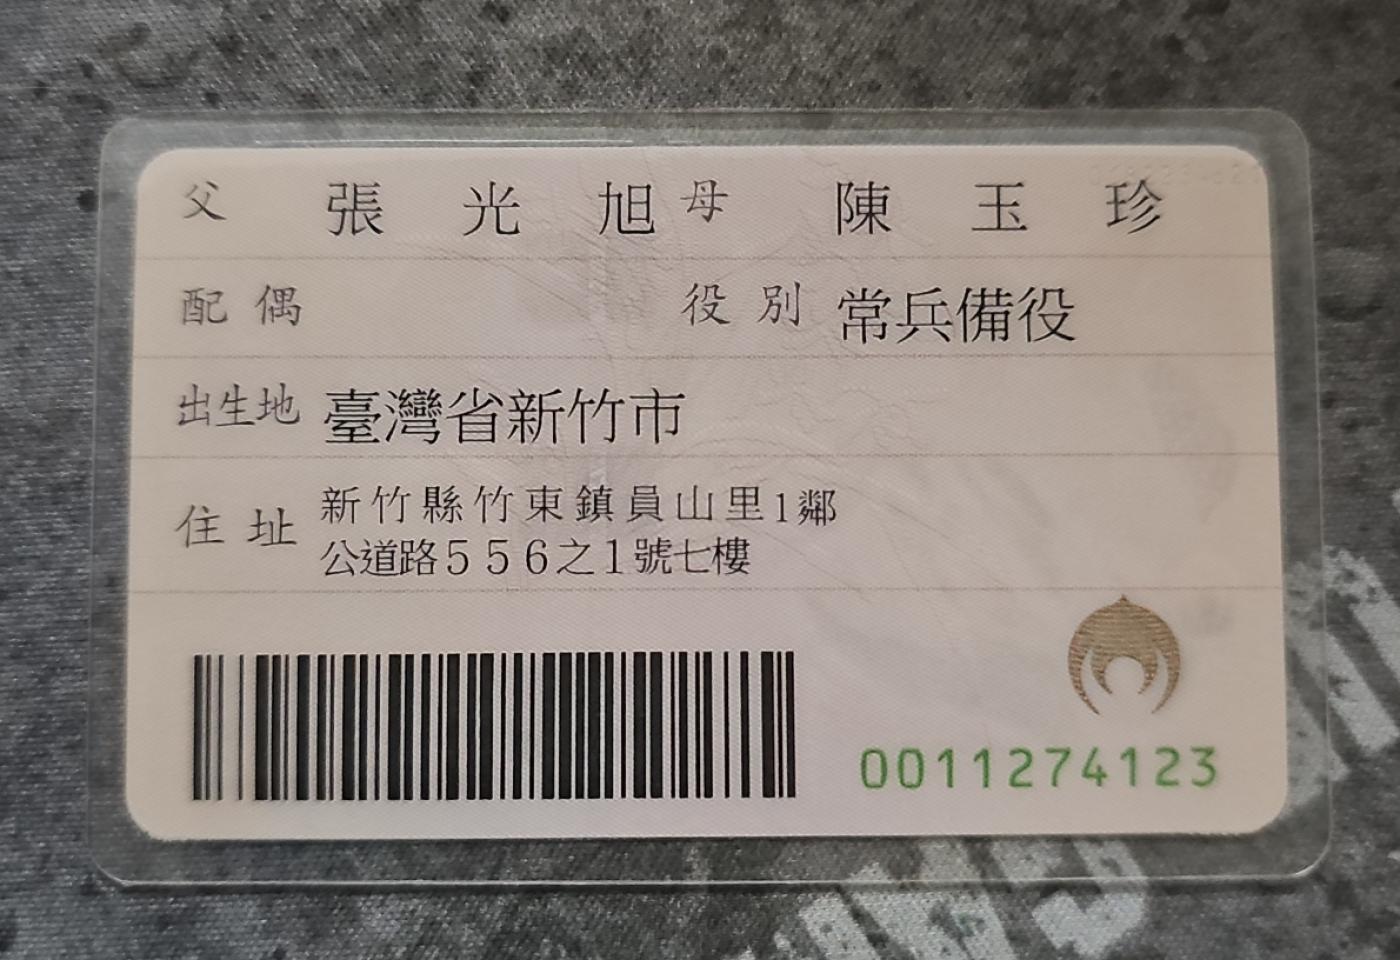 父 張光旭 母 陳玉珍
配偶 役別 常兵備役
出生地 臺灣省新竹市
住址 新竹縣竹東鎮員山里1鄰
公道路556之1號七樓
0011274123